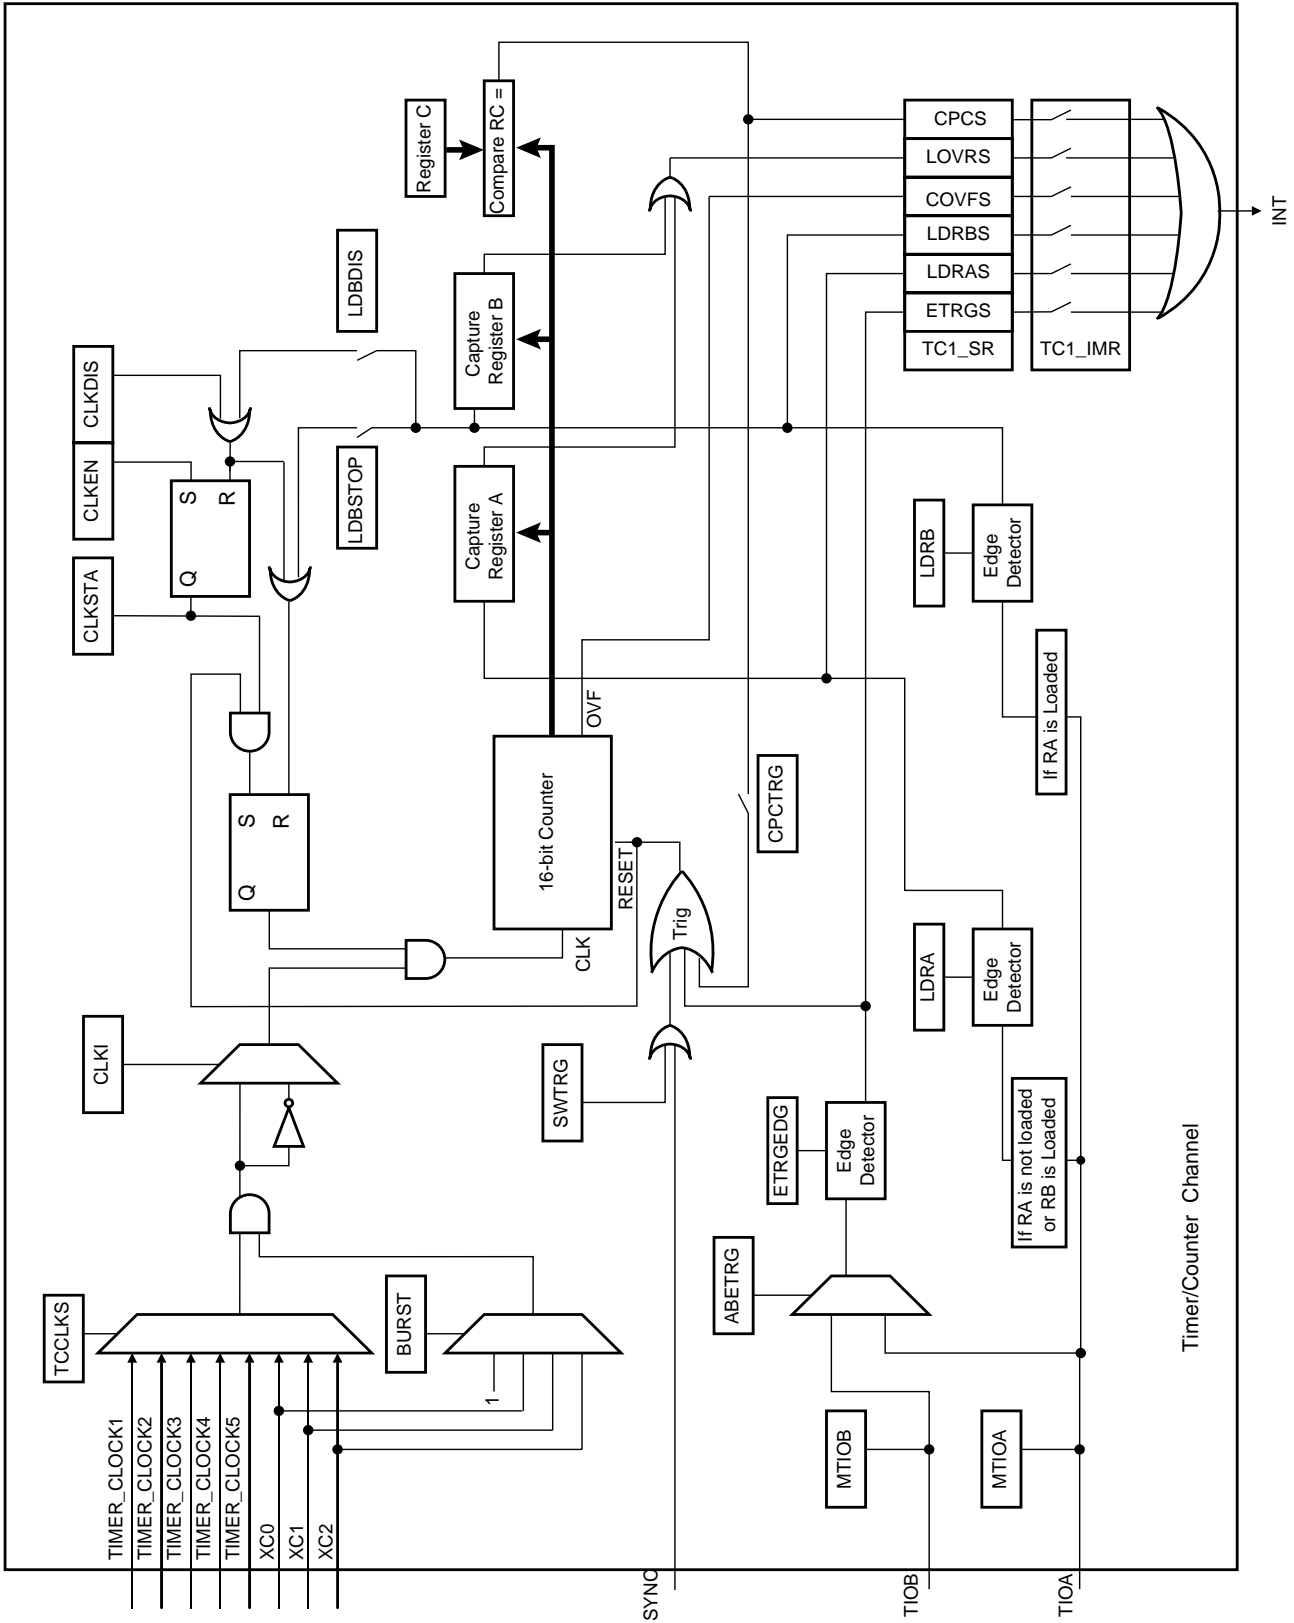 TCCLKS
TIMER_CLOCK1
TIMER_CLOCK2
TIMER_CLOCK3
TIMER_CLOCK4
TIMER_CLOCK5
XC0
XC1
XC2
BURST
1
CLKI
CLKSTA
CLKEN
CLKDIS
Q
S
R
Q
S
R
LDBSTOP
LDBDIS
Register C
Capture
Register A
Capture
Register B
Compare RC =
16-bit Counter
CLK
OVF
RESET
SWTRG
Trig
SYNC
CPCTRG
ABETRG
ETRGEDG
Edge
Detector
MTIOB
TIOB
MTIOA
TIOA
LDRA
Edge
Detector
If RA is not loaded
or RB is Loaded
LDRB
Edge
Detector
If RA is Loaded
CPCS
LOVRS
COVFS
LDRBS
LDRAS
ETRGS
TC1_SR
TC1_IMR
INT
Timer/Counter Channel